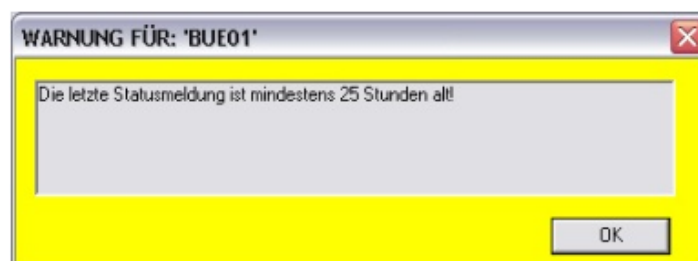 WARNUNG FÜR: 'BUE01'
Die letzte Statusmeldung ist mindestens 25 Stunden alt!
OK